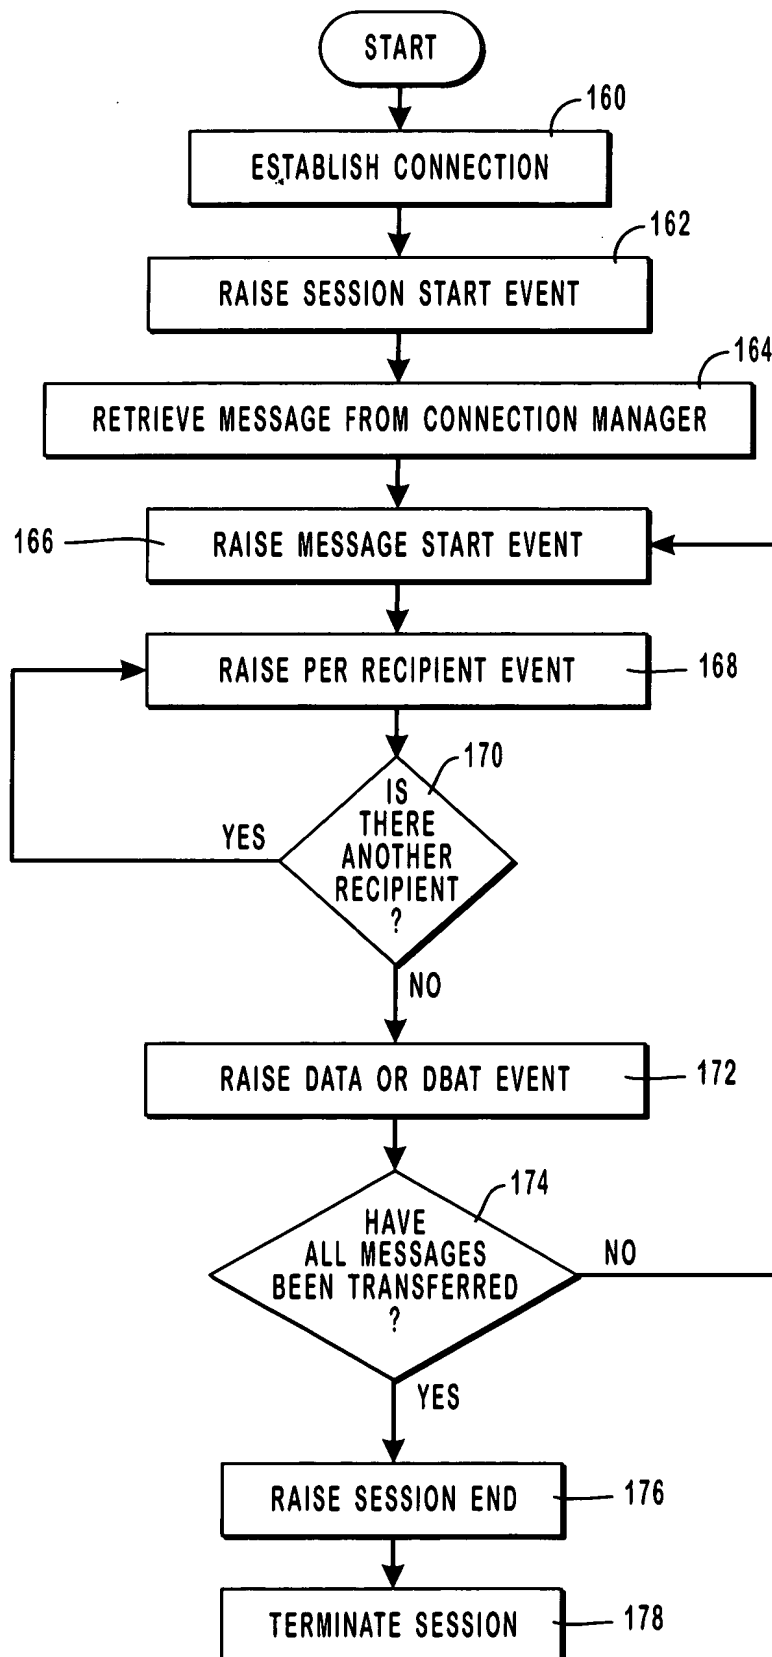 START
160
ESTABLISH CONNECTION
162
RAISE SESSION START EVENT
164
RETRIEVE MESSAGE FROM CONNECTION MANAGER
166
RAISE MESSAGE START EVENT
RAISE PER RECIPIENT EVENT
168
170
IS
THERE
ANOTHER
RECIPIENT
?
YES
NO
RAISE DATA OR DBAT EVENT
172
174
HAVE
ALL MESSAGES
BEEN TRANSFERRED
?
NO
YES
RAISE SESSION END
176
TERMINATE SESSION
178